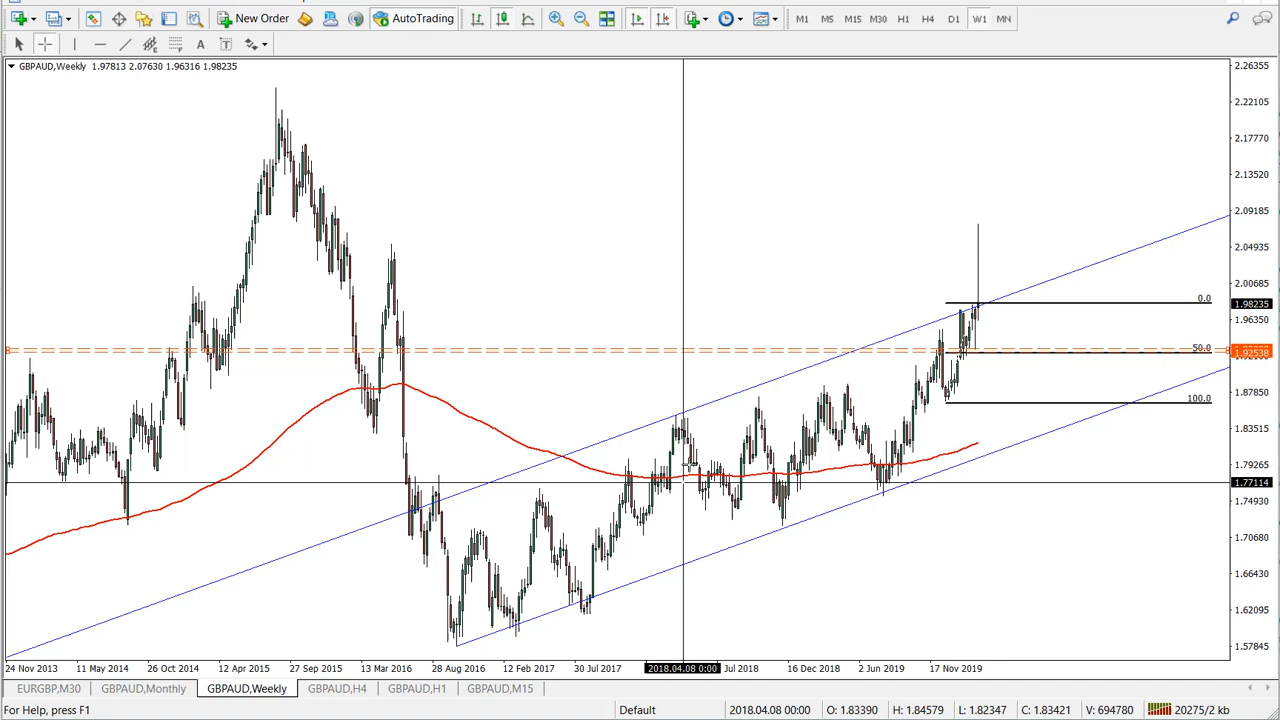 New Order
AutoTrading
M1 M5 M15 M30 H1 H4 D1 W1 MN
A T
GBPAUD,Weekly 1.97813 2.07630 1.96316 1.98235
2.26355
2.22105
2.17770
2.13520
2.09185
2.04935
2.00685
0.0
1.98235
1.96350
50.0
1.92538
1.87850
100.0
1.83515
1.79265
1.77114
1.74930
1.70680
1.66430
1.62095
1.57845
24 Nov 2013 11 May 2014 26 Oct 2014 12 Apr 2015 27 Sep 2015 13 Mar 2016 28 Aug 2016 12 Feb 2017 30 Jul 2017 2018.04.08 0:00 Jul 2018 16 Dec 2018 2 Jun 2019 17 Nov 2019
EURGBP,M30 GBPAUD,Monthly GBPAUD,Weekly GBPAUD,H4 GBPAUD,H1 GBPAUD,M15
For Help, press F1 Default 2018.04.08 00:00 O: 1.83390 H: 1.84579 L: 1.82347 C: 1.83421 V: 694780 20275/2 kb